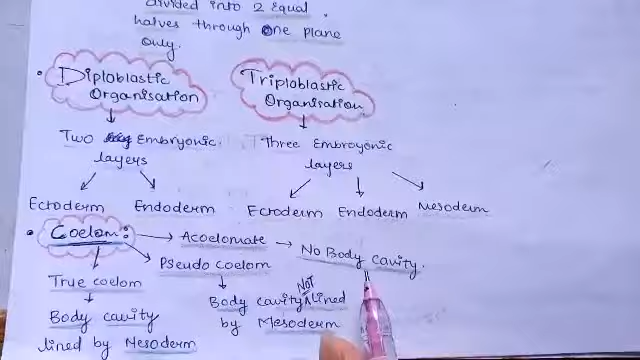 divided into 2 Equal
halves through One plane
only.
• Diploblastic Organisation
Triploblastic Organisation
Two Embryonic layers
Three Embroyonic layers
Ectoderm Endoderm
Ectoderm Endoderm Mesoderm
• Coelom: → Acoelomate → No Body cavity.
Pseudo coelom
True coelom
Body cavity NOT lined
by Mesoderm
Body cavity
lined by Mesoderm